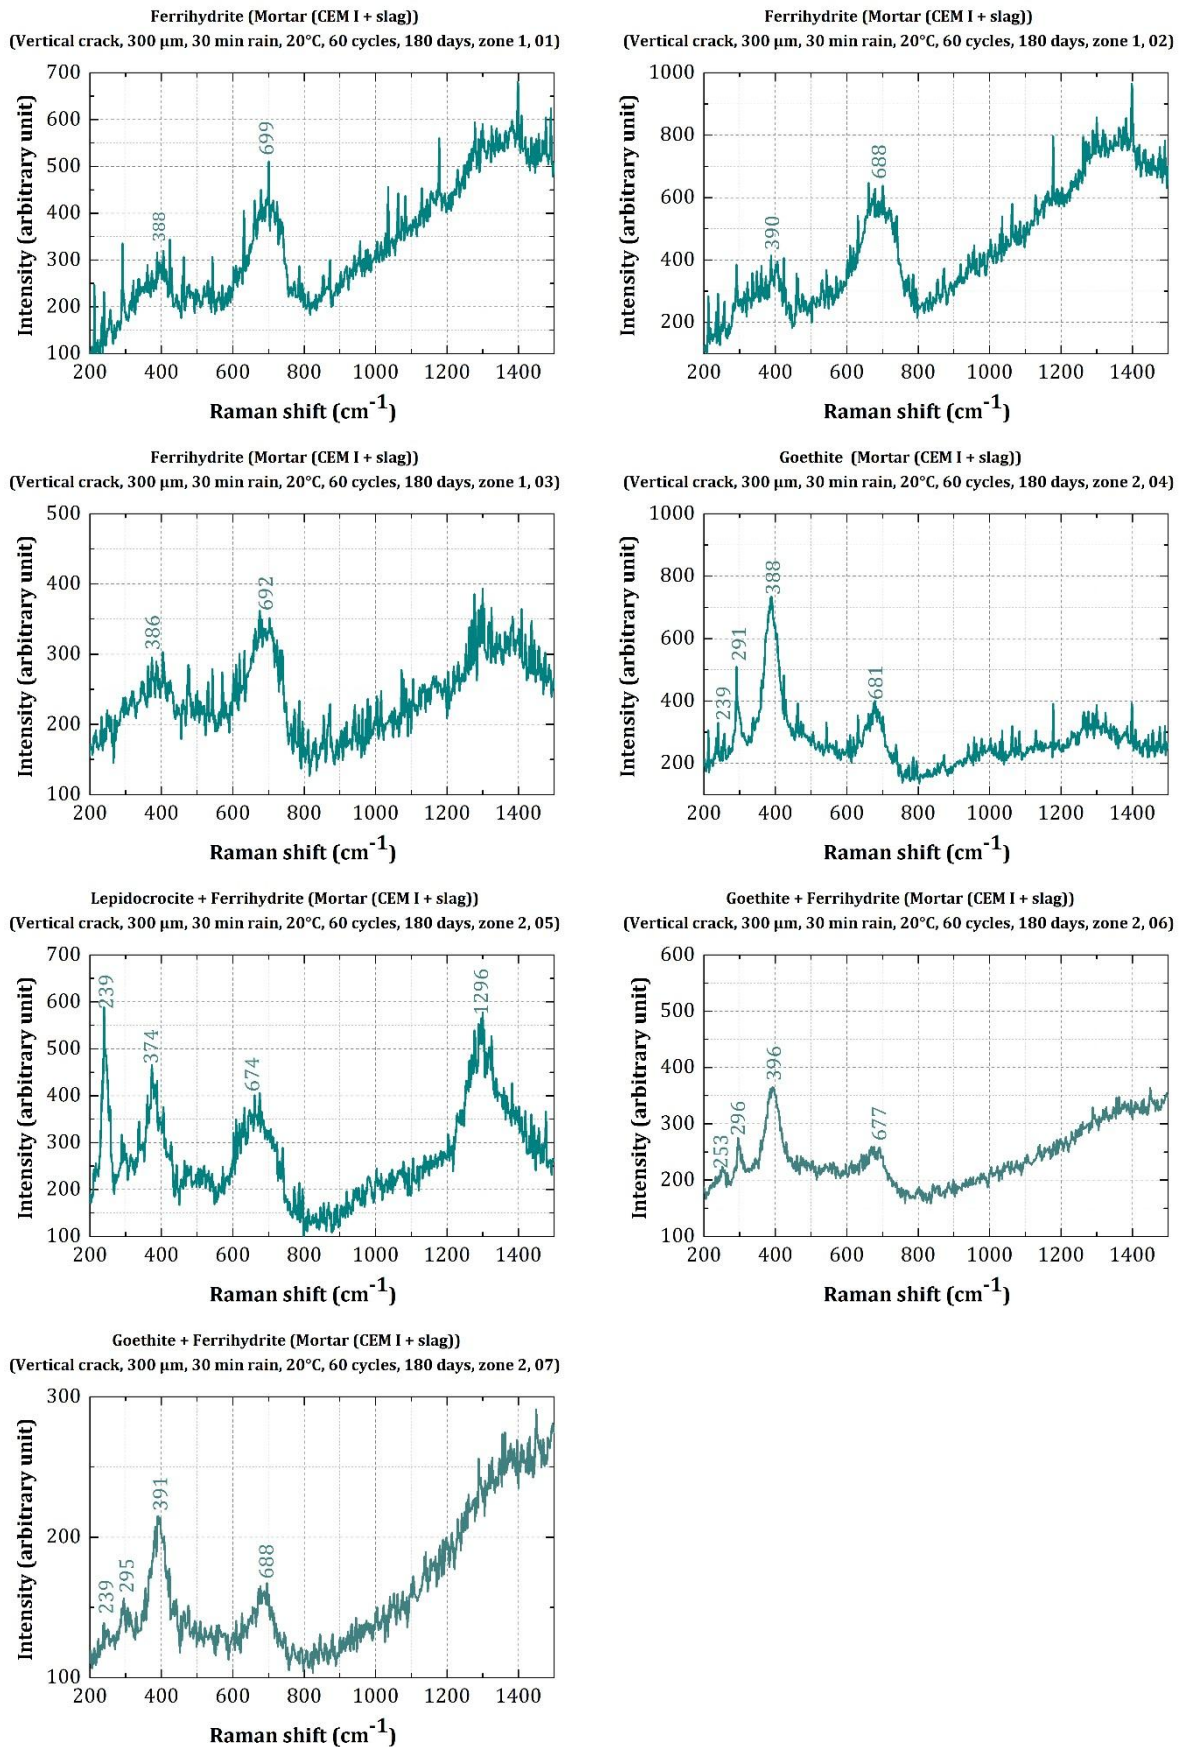 Ferrihydrite (Mortar (CEM I + slag))
(Vertical crack, 300 µm, 30 min rain, 20°C, 60 cycles, 180 days, zone 1, 01)
700
600
500
400
300
200
100
388
699
Intensity (arbitrary unit)
200 400 600 800 1000 1200 1400
Raman shift (cm⁻¹)
Ferrihydrite (Mortar (CEM I + slag))
(Vertical crack, 300 µm, 30 min rain, 20°C, 60 cycles, 180 days, zone 1, 02)
1000
800
600
400
200
390
688
Intensity (arbitrary unit)
200 400 600 800 1000 1200 1400
Raman shift (cm⁻¹)
Ferrihydrite (Mortar (CEM I + slag))
(Vertical crack, 300 µm, 30 min rain, 20°C, 60 cycles, 180 days, zone 1, 03)
500
400
300
200
100
386
692
Intensity (arbitrary unit)
200 400 600 800 1000 1200 1400
Raman shift (cm⁻¹)
Goethite (Mortar (CEM I + slag))
(Vertical crack, 300 µm, 30 min rain, 20°C, 60 cycles, 180 days, zone 2, 04)
1000
800
600
400
200
239
291
388
681
Intensity (arbitrary unit)
200 400 600 800 1000 1200 1400
Raman shift (cm⁻¹)
Lepidocrocite + Ferrihydrite (Mortar (CEM I + slag))
(Vertical crack, 300 µm, 30 min rain, 20°C, 60 cycles, 180 days, zone 2, 05)
700
600
500
400
300
200
100
239
374
674
1296
Intensity (arbitrary unit)
200 400 600 800 1000 1200 1400
Raman shift (cm⁻¹)
Goethite + Ferrihydrite (Mortar (CEM I + slag))
(Vertical crack, 300 µm, 30 min rain, 20°C, 60 cycles, 180 days, zone 2, 06)
600
500
400
300
200
100
253
296
396
677
Intensity (arbitrary unit)
200 400 600 800 1000 1200 1400
Raman shift (cm⁻¹)
Goethite + Ferrihydrite (Mortar (CEM I + slag))
(Vertical crack, 300 µm, 30 min rain, 20°C, 60 cycles, 180 days, zone 2, 07)
300
200
100
239
295
391
688
Intensity (arbitrary unit)
200 400 600 800 1000 1200 1400
Raman shift (cm⁻¹)